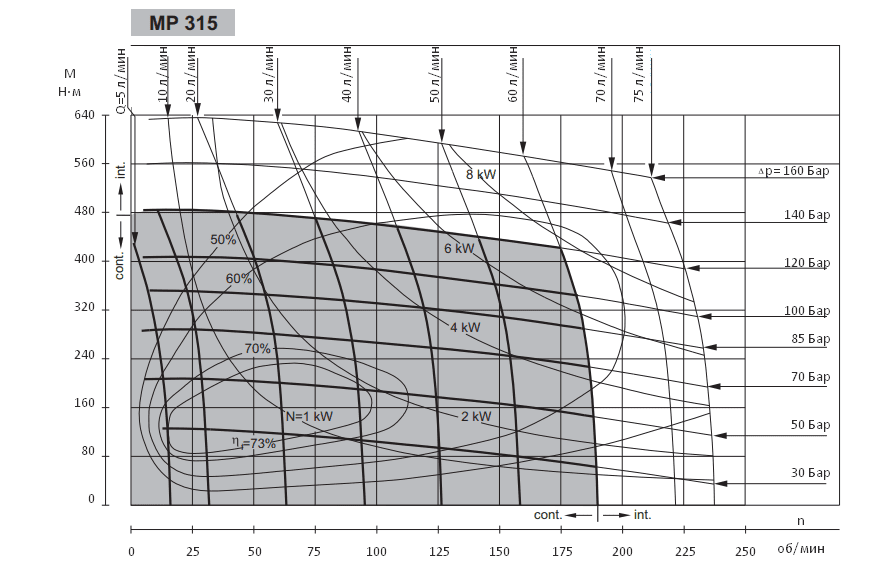 MP 315
M
Н·м
Q=5 л/мин
10 л/мин
20 л/мин
30 л/мин
40 л/мин
50 л/мин
60 л/мин
70 л/мин
75 л/мин
640
560
480
400
320
240
160
80
0
int.
cont.
8 kW
6 kW
4 kW
2 kW
N=1 kW
50%
60%
70%
ηt=73%
Δp= 160 Бар
140 Бар
120 Бар
100 Бар
85 Бар
70 Бар
50 Бар
30 Бар
cont.
int.
n
0 25 50 75 100 125 150 175 200 225 250 об/мин